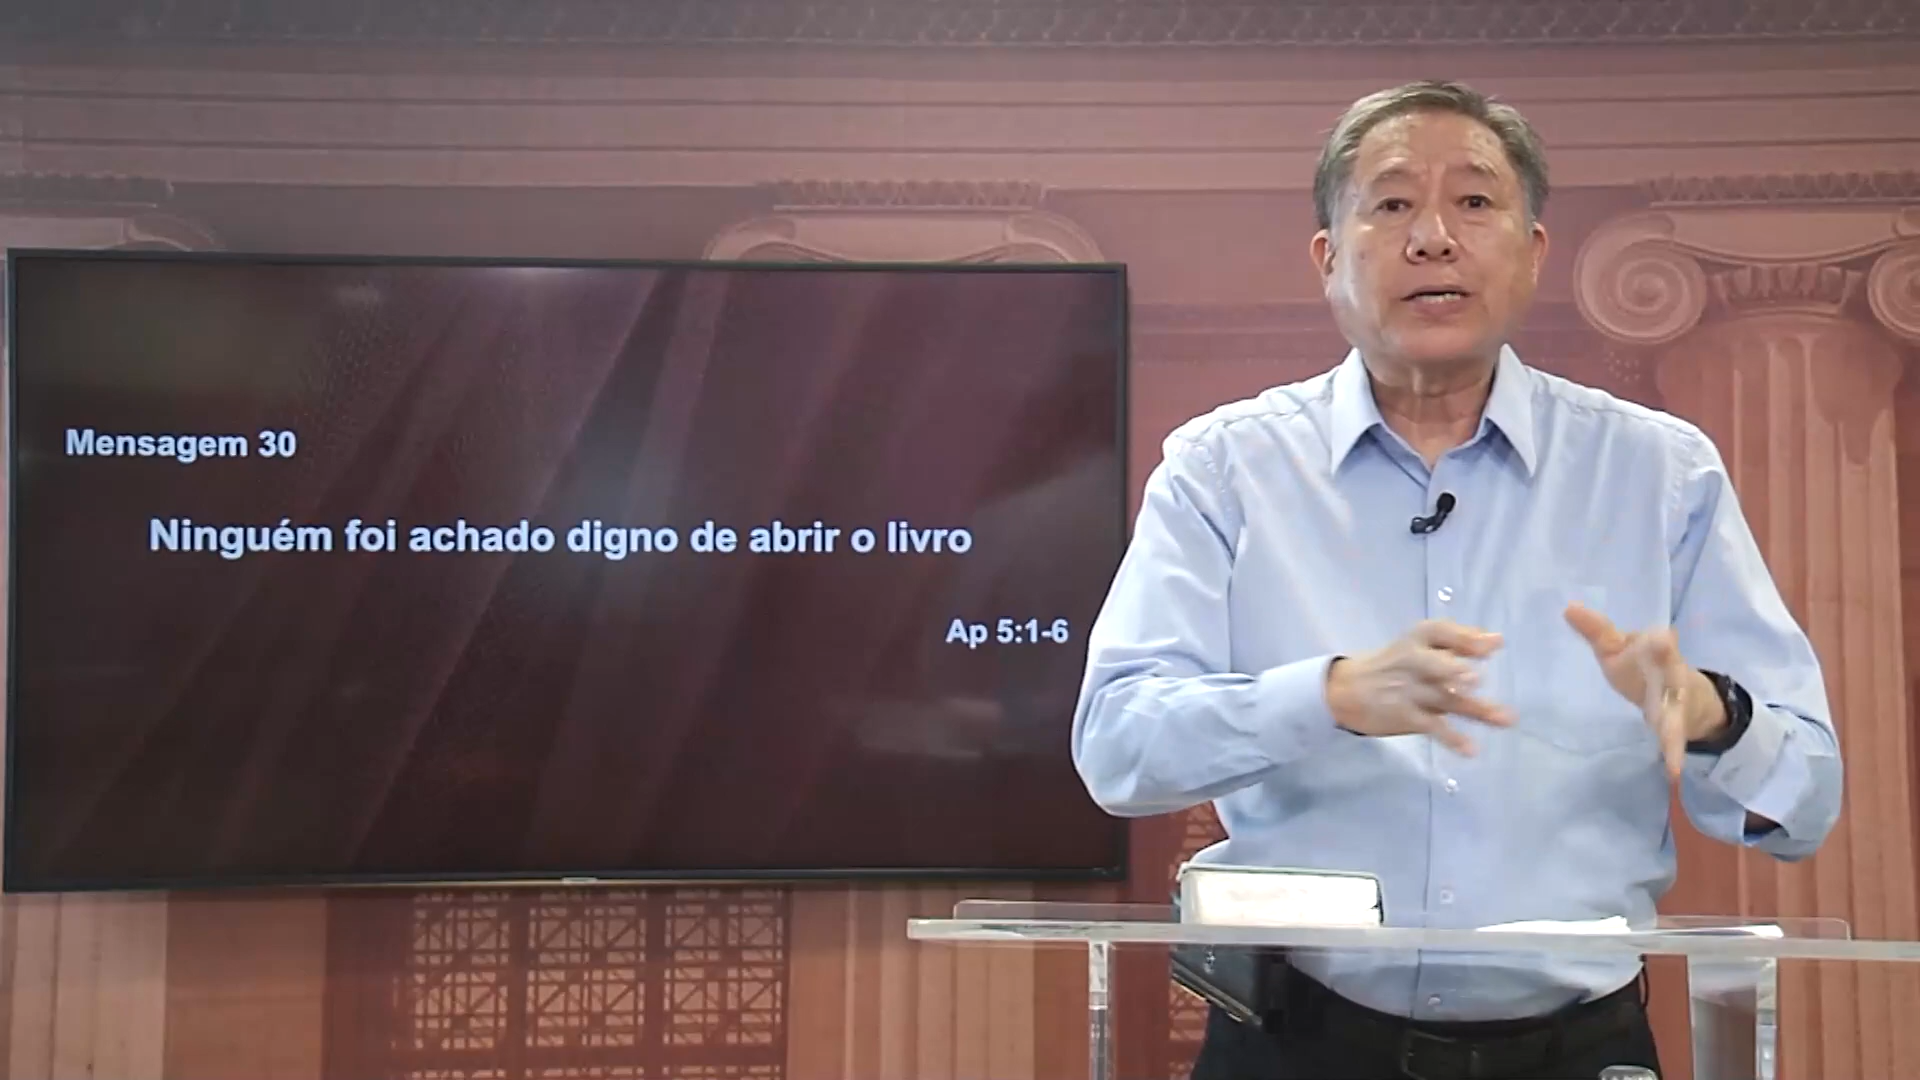 Mensagem 30
Ninguém foi achado digno de abrir o livro
Ap 5:1-6